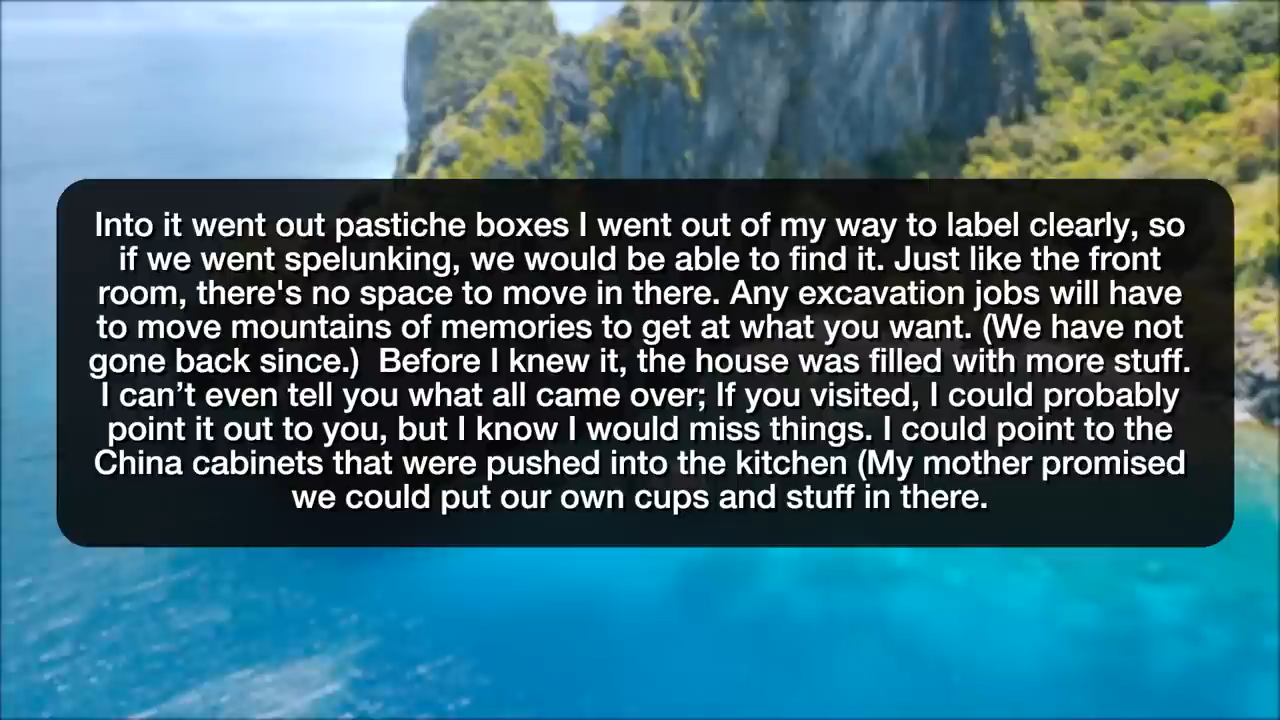 Into it went out pastiche boxes I went out of my way to label clearly, so
if we went spelunking, we would be able to find it. Just like the front
room, there's no space to move in there. Any excavation jobs will have
to move mountains of memories to get at what you want. (We have not
gone back since.)  Before I knew it, the house was filled with more stuff.
I can’t even tell you what all came over; If you visited, I could probably
point it out to you, but I know I would miss things. I could point to the
China cabinets that were pushed into the kitchen (My mother promised
we could put our own cups and stuff in there.